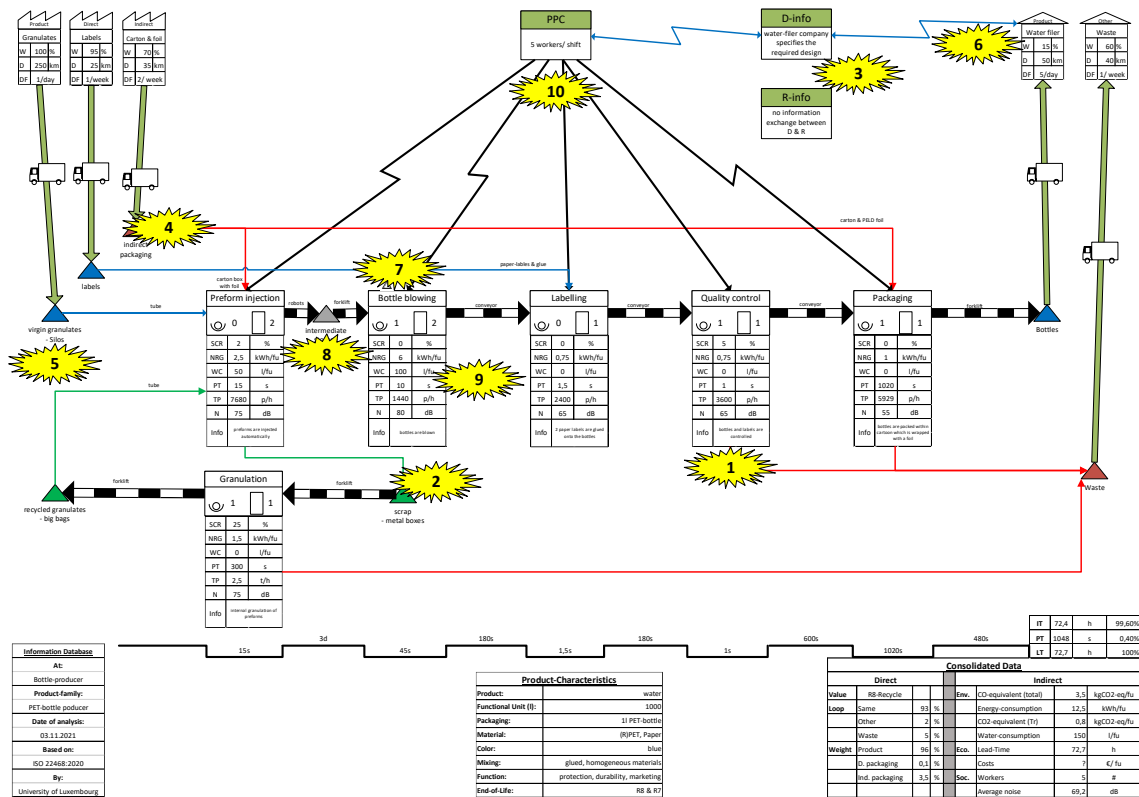 Product
Granulates
W 100 %
D 250 km
DF 1/day
Direct
Labels
W 95 %
D 25 km
DF 1/week
Indirect
Carton & foil
W 70 %
D 35 km
DF 2/ week
PPC
5 workers/ shift
10
D-info
water-filer company
specifies the
required design
3
R-info
no information
exchange between
D & R
6
Product
Water filer
W 15 %
D 50 km
DF 5/day
Other
Waste
W 60 %
D 40 km
DF 1/ week
4
indirect
packaging
carton & PELD foil
labels
7
paper-lables & glue
carton box
with foil
virgin granulates
- Silos
tube
5
tube
Preform injection
0 2
SCR 2 %
NRG 2,5 kWh/fu
WC 50 l/fu
PT 15 s
TP 7680 p/h
N 75 dB
Info preforms are injected
automatically
robots
forklift
intermediate
8
Bottle blowing
1 2
SCR 0 %
NRG 6 kWh/fu
WC 100 l/fu
PT 10 s
TP 1440 p/h
N 80 dB
Info bottles are blown
conveyor
9
Labelling
0 1
SCR 0 %
NRG 0,75 kWh/fu
WC 0 l/fu
PT 1,5 s
TP 2400 p/h
N 65 dB
Info 2 paper labels are glued
onto the bottles
conveyor
Quality control
1 1
SCR 5 %
NRG 0,75 kWh/fu
WC 0 l/fu
PT 1 s
TP 3600 p/h
N 65 dB
Info bottles and labels are
controlled
conveyor
1
Packaging
1 1
SCR 0 %
NRG 1 kWh/fu
WC 0 l/fu
PT 1020 s
TP 5929 p/h
N 55 dB
Info bottles are packed within
cartoon which is wrapped
with a foil
forklift
Bottles
Waste
recycled granulates
- big bags
forklift
Granulation
1 1
SCR 25 %
NRG 1,5 kWh/fu
WC 0 l/fu
PT 300 s
TP 2,5 t/h
N 75 dB
Info internal granulation of
preforms
forklift
2
scrap
- metal boxes
15s 3d 45s 180s 1,5s 180s 1s 600s 1020s 480s
IT 72,4 h 99,60%
PT 1048 s 0,40%
LT 72,7 h 100%
Information Database
At:
Bottle-producer
Product-family:
PET-bottle poducer
Date of analysis:
03.11.2021
Based on:
ISO 22468:2020
By:
University of Luxembourg
Product-Characteristics
Product: water
Functional Unit (l): 1000
Packaging: 1l PET-bottle
Material: (R)PET, Paper
Color: blue
Mixing: glued, homogeneous materials
Function: protection, durability, marketing
End-of-Life: R8 & R7
Consolidated Data
Direct Indirect
Value R8-Recycle Env. CO-equivalent (total) 3,5 kgCO2-eq/fu
Loop Same 93 % Energy-consumption 12,5 kWh/fu
Other 2 % CO2-equivalent (Tr) 0,8 kgCO2-eq/fu
Waste 5 % Water-consumption 150 l/fu
Weight Product 96 % Eco. Lead-Time 72,7 h
D. packaging 0,1 % Costs ? €/ fu
Ind. packaging 3,5 % Soc. Workers 5 #
Average noise 69,2 dB